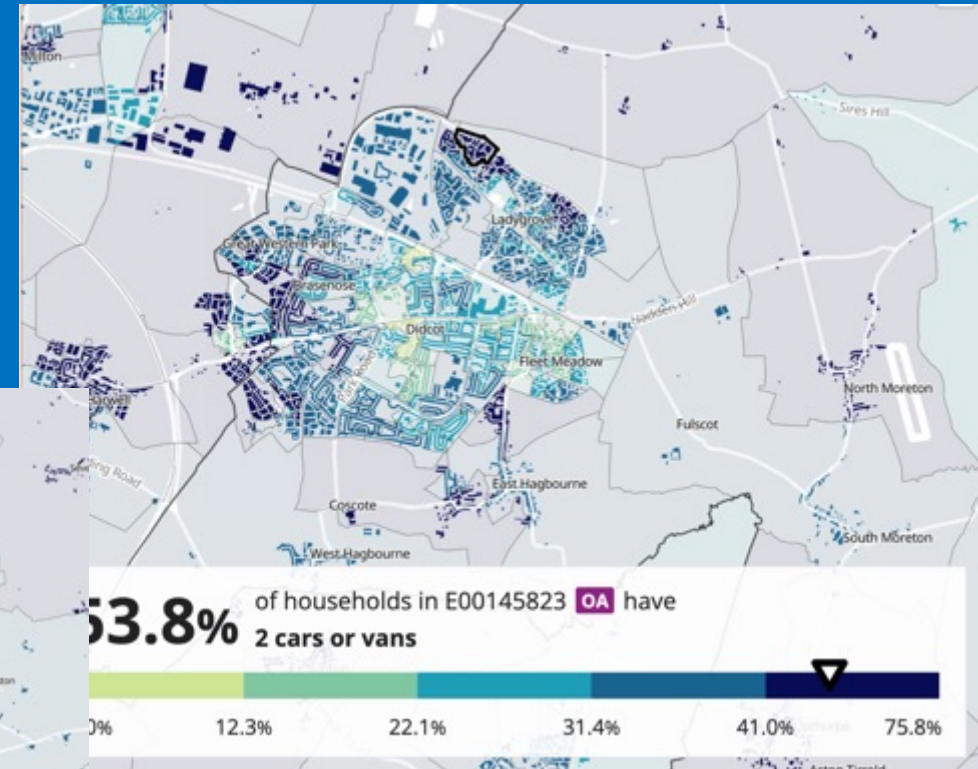 Milton
Sires Hill
Ladygrove
Great Western Park
Brasenose
Hadden Hill
Didcot
Fleet Meadow
North Moreton
Harwell
Fulscot
East Hagbourne
Coscote
South Moreton
West Hagbourne
53.8% of households in E00145823 OA have
2 cars or vans
0% 12.3% 22.1% 31.4% 41.0% 75.8%